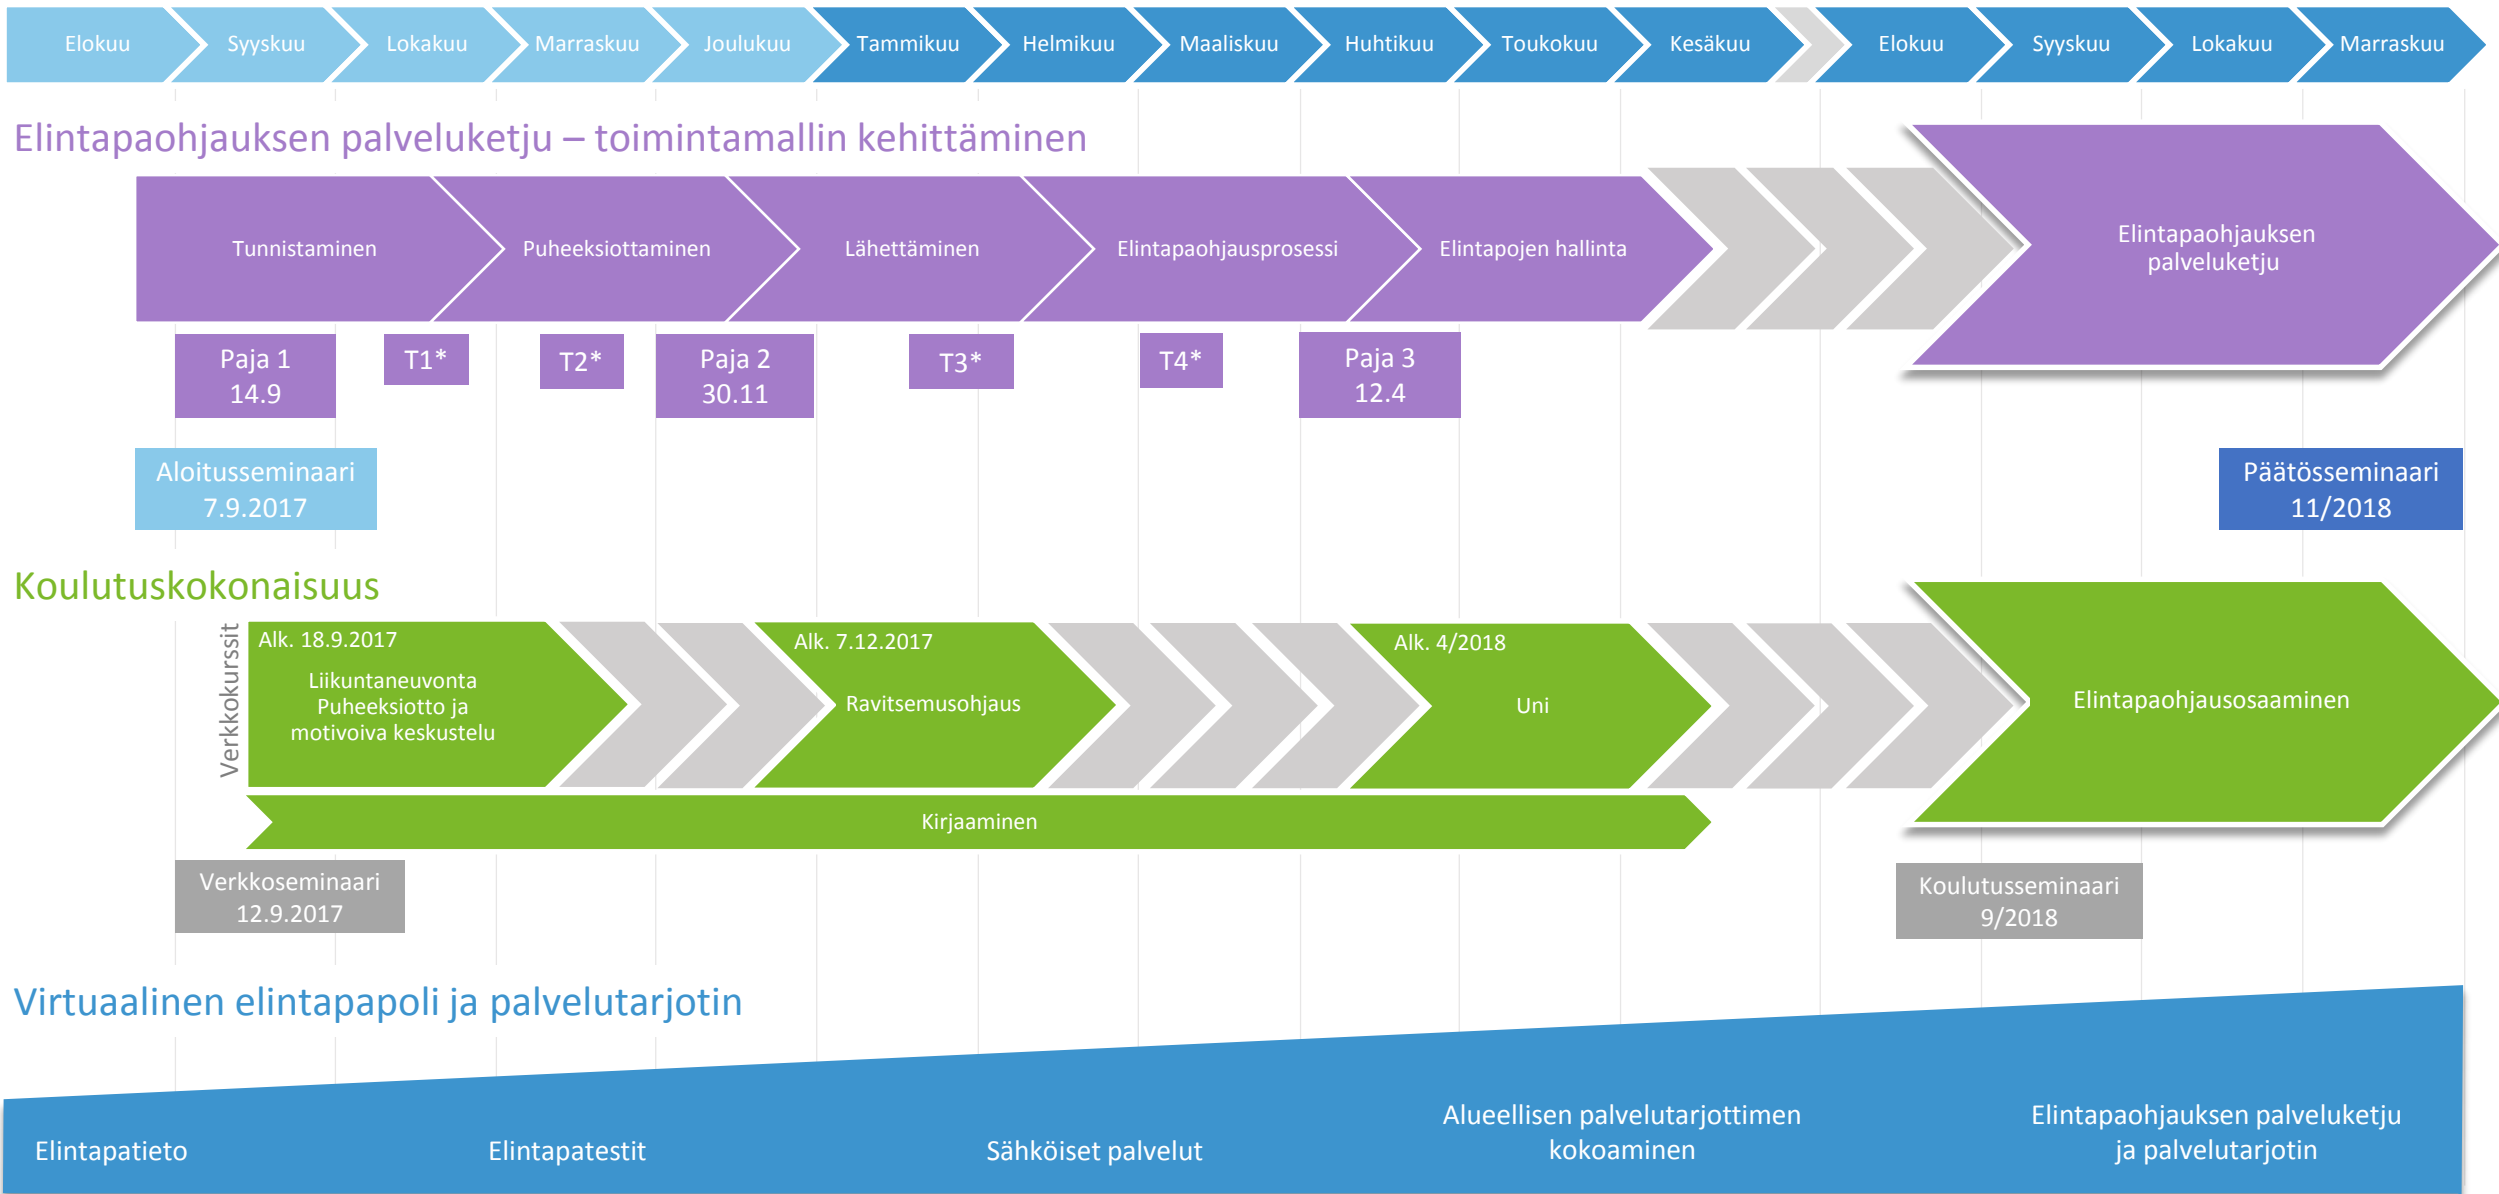 Elokuu
Syyskuu
Lokakuu
Marraskuu
Joulukuu
Tammikuu
Helmikuu
Maaliskuu
Huhtikuu
Toukokuu
Kesäkuu
Elokuu
Syyskuu
Lokakuu
Marraskuu
Elintapaohjauksen palveluketju – toimintamallin kehittäminen
Tunnistaminen
Puheeksiottaminen
Lähettäminen
Elintapaohjausprosessi
Elintapojen hallinta
Elintapaohjauksen
palveluketju
Paja 1
14.9
T1*
T2*
Paja 2
30.11
T3*
T4*
Paja 3
12.4
Aloitusseminaari
7.9.2017
Päätösseminaari
11/2018
Koulutuskokonaisuus
Verkkokurssit
Alk. 18.9.2017
Liikuntaneuvonta
Puheeksiotto ja
motivoiva keskustelu
Alk. 7.12.2017
Ravitsemusohjaus
Alk. 4/2018
Uni
Elintapaohjausosaaminen
Kirjaaminen
Verkkoseminaari
12.9.2017
Koulutusseminaari
9/2018
Virtuaalinen elintapapoli ja palvelutarjotin
Elintapatieto
Elintapatestit
Sähköiset palvelut
Alueellisen palvelutarjottimen
kokoaminen
Elintapaohjauksen palveluketju
ja palvelutarjotin